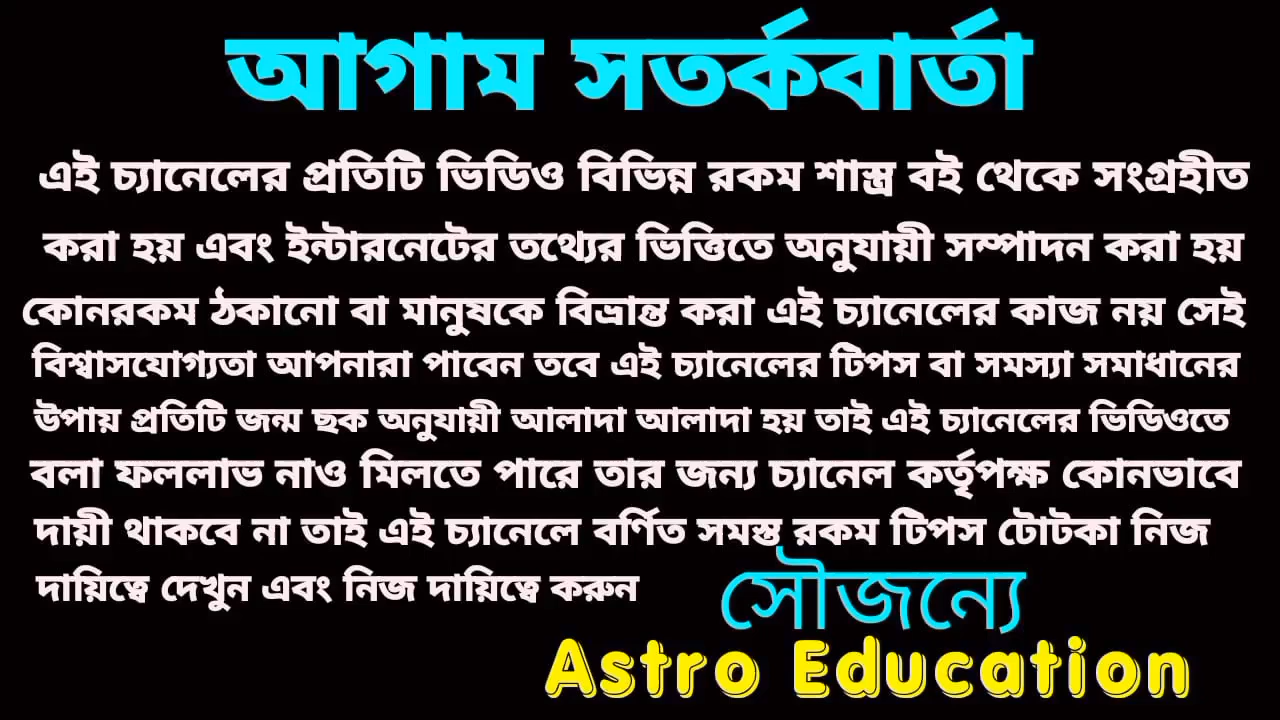 আগাম সতর্কবার্তা
এই চ্যানেলের প্রতিটি ভিডিও বিভিন্ন রকম শাস্ত্র বই থেকে সংগ্রহীত
করা হয় এবং ইন্টারনেটের তথ্যের ভিত্তিতে অনুযায়ী সম্পাদন করা হয়
কোনরকম ঠকানো বা মানুষকে বিভ্রান্ত করা এই চ্যানেলের কাজ নয় সেই
বিশ্বাসযোগ্যতা আপনারা পাবেন তবে এই চ্যানেলের টিপস বা সমস্যা সমাধানের
উপায় প্রতিটি জন্ম ছক অনুযায়ী আলাদা আলাদা হয় তাই এই চ্যানেলের ভিডিওতে
বলা ফললাভ নাও মিলতে পারে তার জন্য চ্যানেল কর্তৃপক্ষ কোনভাবে
দায়ী থাকবে না তাই এই চ্যানেলে বর্ণিত সমস্ত রকম টিপস টোটকা নিজ
দায়িত্বে দেখুন এবং নিজ দায়িত্বে করুন
সৌজন্যে
Astro Education